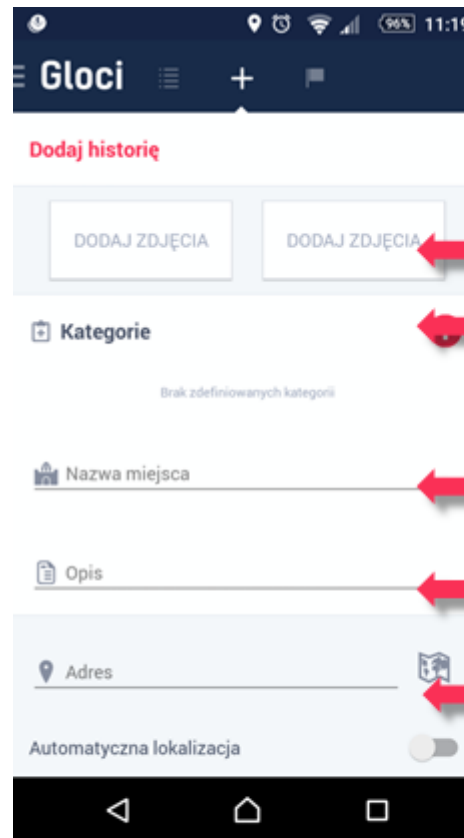 96% 11:19
Gloci
Dodaj historię
DODAJ ZDJĘCIA DODAJ ZDJĘCIA
Kategorie
Brak zdefiniowanych kategorii
Nazwa miejsca
Opis
Adres
Automatyczna lokalizacja